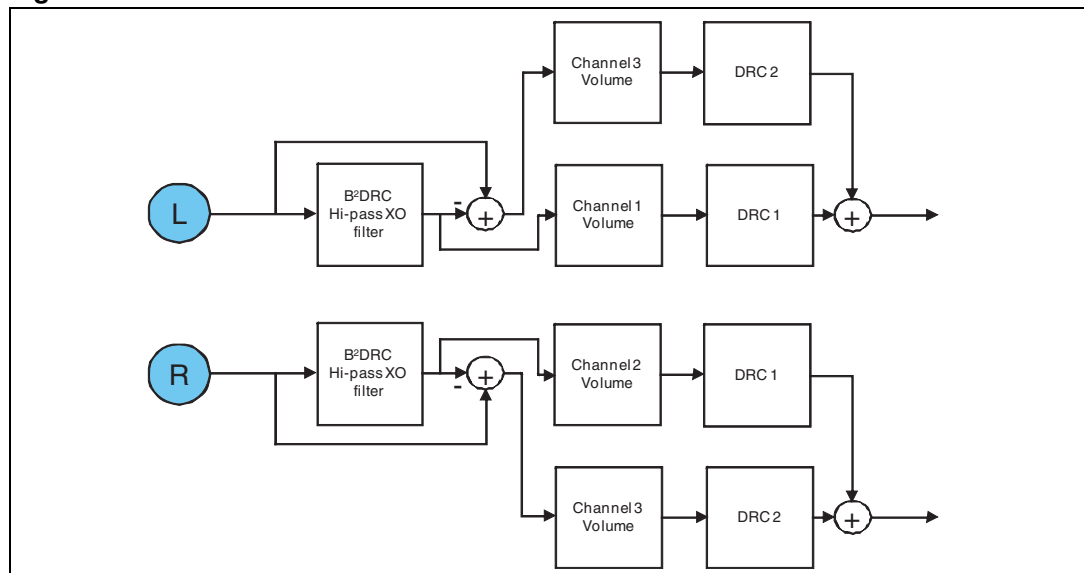 Channel 3
Volume
DRC 2
L
B²DRC
Hi-pass XO
filter
-
+
Channel 1
Volume
DRC 1
+
R
B²DRC
Hi-pass XO
filter
-
+
Channel 2
Volume
DRC 1
Channel 3
Volume
DRC 2
+